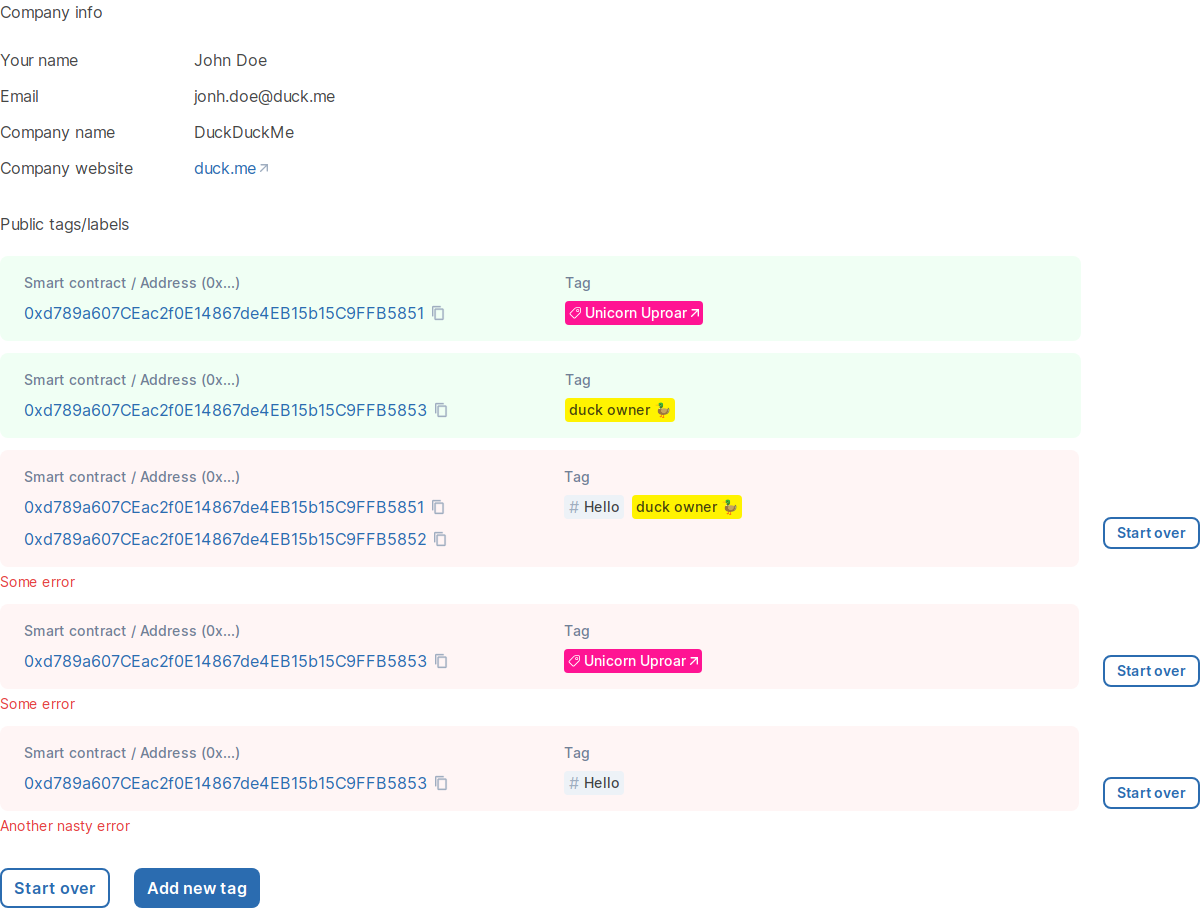 Company info
Your name John Doe
Email jonh.doe@duck.me
Company name DuckDuckMe
Company website duck.me
Public tags/labels
Smart contract / Address (0x...) Tag
0xd789a607CEac2f0E14867de4EB15b15C9FFB5851 Unicorn Uproar
Smart contract / Address (0x...) Tag
0xd789a607CEac2f0E14867de4EB15b15C9FFB5853 duck owner 🦆
Smart contract / Address (0x...) Tag
0xd789a607CEac2f0E14867de4EB15b15C9FFB5851 # Hello duck owner 🦆
0xd789a607CEac2f0E14867de4EB15b15C9FFB5852 Start over
Some error
Smart contract / Address (0x...) Tag
0xd789a607CEac2f0E14867de4EB15b15C9FFB5853 Unicorn Uproar Start over
Some error
Smart contract / Address (0x...) Tag
0xd789a607CEac2f0E14867de4EB15b15C9FFB5853 # Hello Start over
Another nasty error
Start over Add new tag